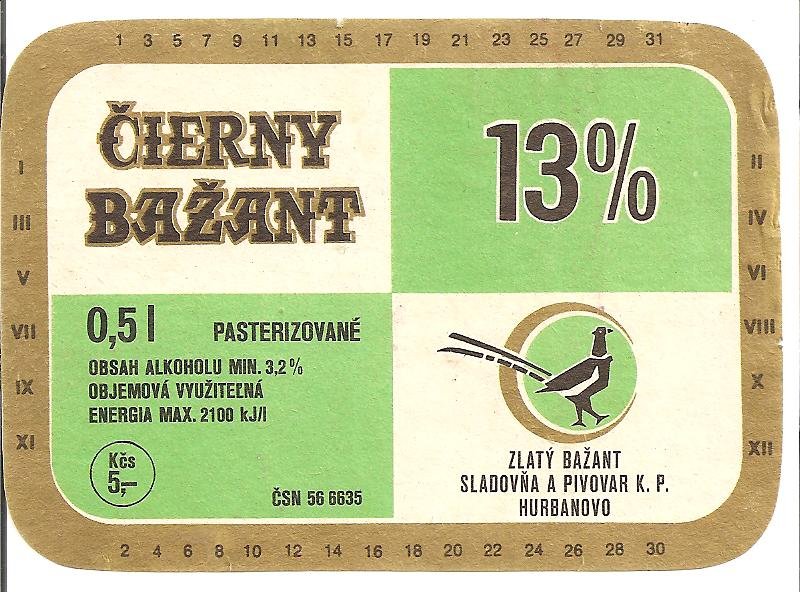 1 3 5 7 9 11 13 15 17 19 21 23 25 27 29 31
I
III
V
VII
IX
XI
ČIERNY
BAŽANT
13%
0,5 l PASTERIZOVANÉ
OBSAH ALKOHOLU MIN. 3,2%
OBJEMOVÁ VYUŽITEĽNÁ
ENERGIA MAX. 2100 kJ/l
Kčs
5,-
ČSN 56 6635
ZLATÝ BAŽANT
SLADOVŇA A PIVOVAR K. P.
HURBANOVO
II
IV
VI
VIII
X
XII
2 4 6 8 10 12 14 16 18 20 22 24 26 28 30